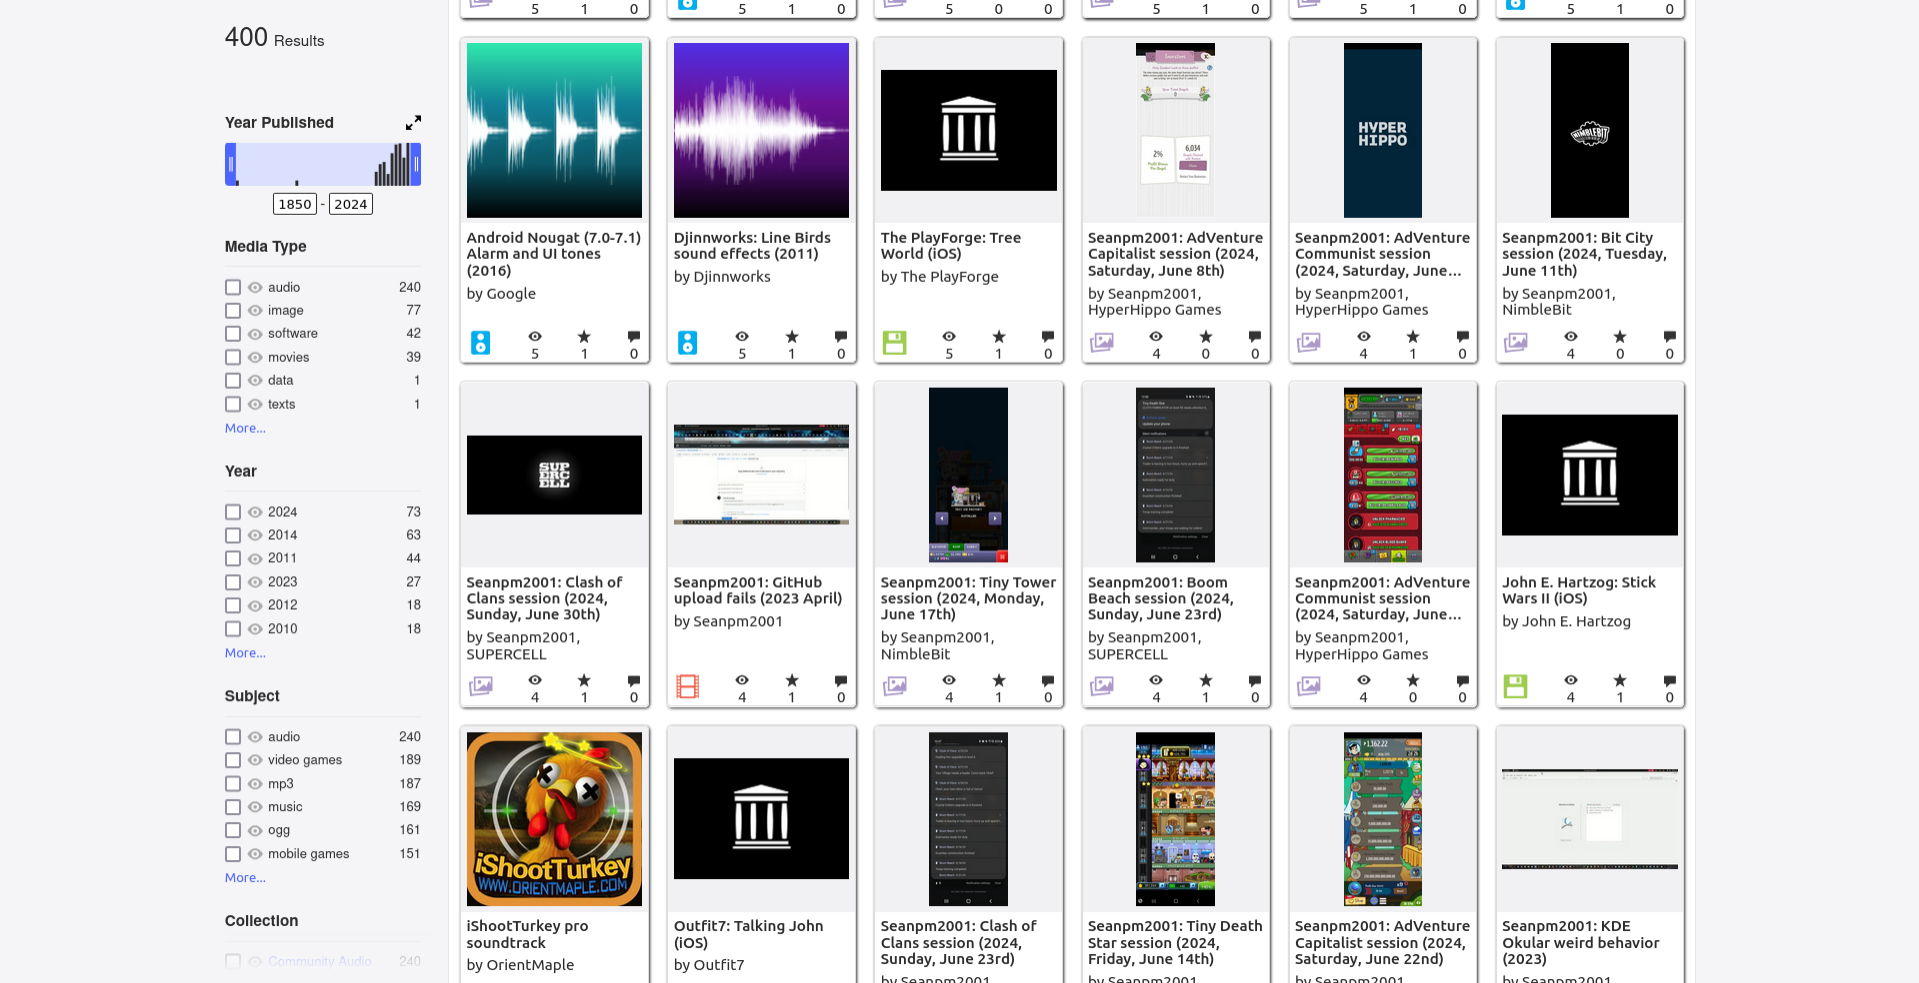 5 1 0
5 1 0
5 0 0
5 1 0
5 1 0
5 1 0
400 Results
Year Published
1850 - 2024
Media Type
audio 240
image 77
software 42
movies 39
data 1
texts 1
More...
Year
2024 73
2014 63
2011 44
2023 27
2012 18
2010 18
More...
Subject
audio 240
video games 189
mp3 187
music 169
ogg 161
mobile games 151
More...
Collection
Community Audio 240
Android Nougat (7.0-7.1)
Alarm and UI tones
(2016)
by Google
5 1 0
Djinnworks: Line Birds
sound effects (2011)
by Djinnworks
5 1 0
The PlayForge: Tree
World (iOS)
by The PlayForge
5 1 0
2%
6,034
Seanpm2001: AdVenture
Capitalist session (2024,
Saturday, June 8th)
by Seanpm2001,
HyperHippo Games
4 0 0
HYPER
HIPPO
Seanpm2001: AdVenture
Communist session
(2024, Saturday, June...
by Seanpm2001,
HyperHippo Games
4 1 0
NIMBLEBIT
Seanpm2001: Bit City
session (2024, Tuesday,
June 11th)
by Seanpm2001,
NimbleBit
4 0 0
SUP
ERC
ELL
Seanpm2001: Clash of
Clans session (2024,
Sunday, June 30th)
by Seanpm2001,
SUPERCELL
4 1 0
Seanpm2001: GitHub
upload fails (2023 April)
by Seanpm2001
4 1 0
Seanpm2001: Tiny Tower
session (2024, Monday,
June 17th)
by Seanpm2001,
NimbleBit
4 1 0
Seanpm2001: Boom
Beach session (2024,
Sunday, June 23rd)
by Seanpm2001,
SUPERCELL
4 1 0
Seanpm2001: AdVenture
Communist session
(2024, Saturday, June...
by Seanpm2001,
HyperHippo Games
4 0 0
John E. Hartzog: Stick
Wars II (iOS)
by John E. Hartzog
4 1 0
iShootTurkey
WWW.ORIENTMAPLE.COM
iShootTurkey pro
soundtrack
by OrientMaple
Outfit7: Talking John
(iOS)
by Outfit7
Seanpm2001: Clash of
Clans session (2024,
Sunday, June 23rd)
by Seanpm2001,
Seanpm2001: Tiny Death
Star session (2024,
Friday, June 14th)
by Seanpm2001,
1,162.22
Seanpm2001: AdVenture
Capitalist session (2024,
Saturday, June 22nd)
by Seanpm2001,
Seanpm2001: KDE
Okular weird behavior
(2023)
by Seanpm2001